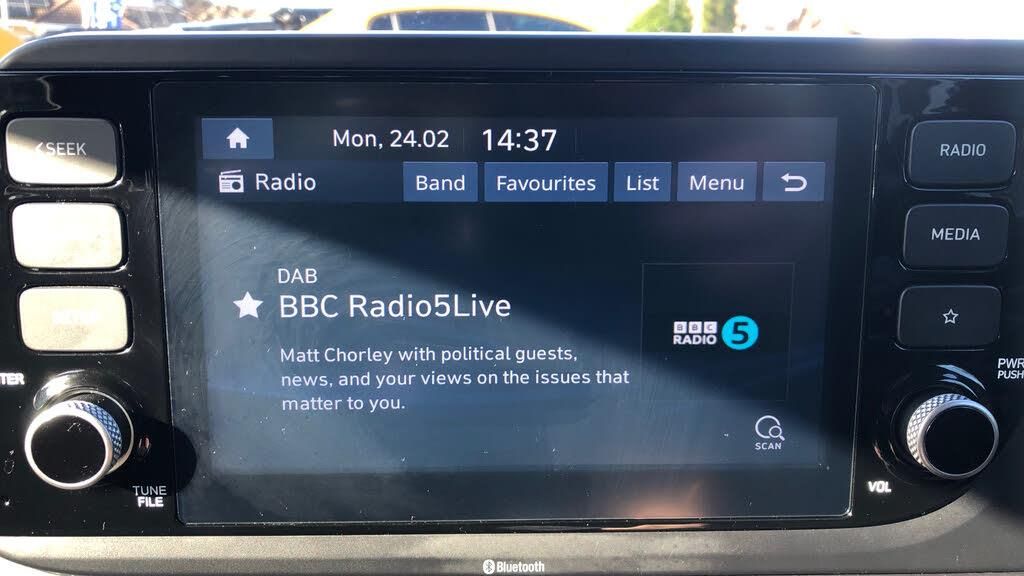 <SEEK
Mon, 24.02 14:37
RADIO
Radio
Band
Favourites
List
Menu
MEDIA
DAB
BBC Radio5Live
BBC
RADIO 5
Matt Chorley with political guests,
news, and your views on the issues that
matter to you.
SCAN
TER
PWR
PUSH
TUNE
FILE
VOL
Bluetooth